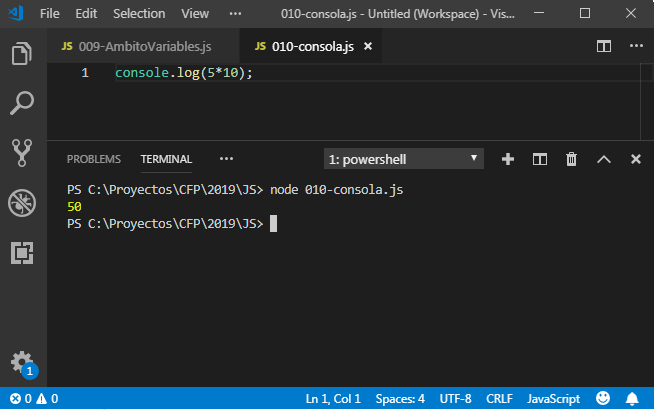 File Edit Selection 010-consola.js - Untitled (Workspace) - Vis...
JS 009-AmbitoVariables.js JS 010-consola.js
1 console.log(5*10);
PROBLEMS TERMINAL 1: powershell
PS C:\Proyectos\CFP\2019\JS> node 010-consola.js
50
PS C:\Proyectos\CFP\2019\JS>
1
0 0 Ln 1, Col 1 Spaces: 4 UTF-8 CRLF JavaScript